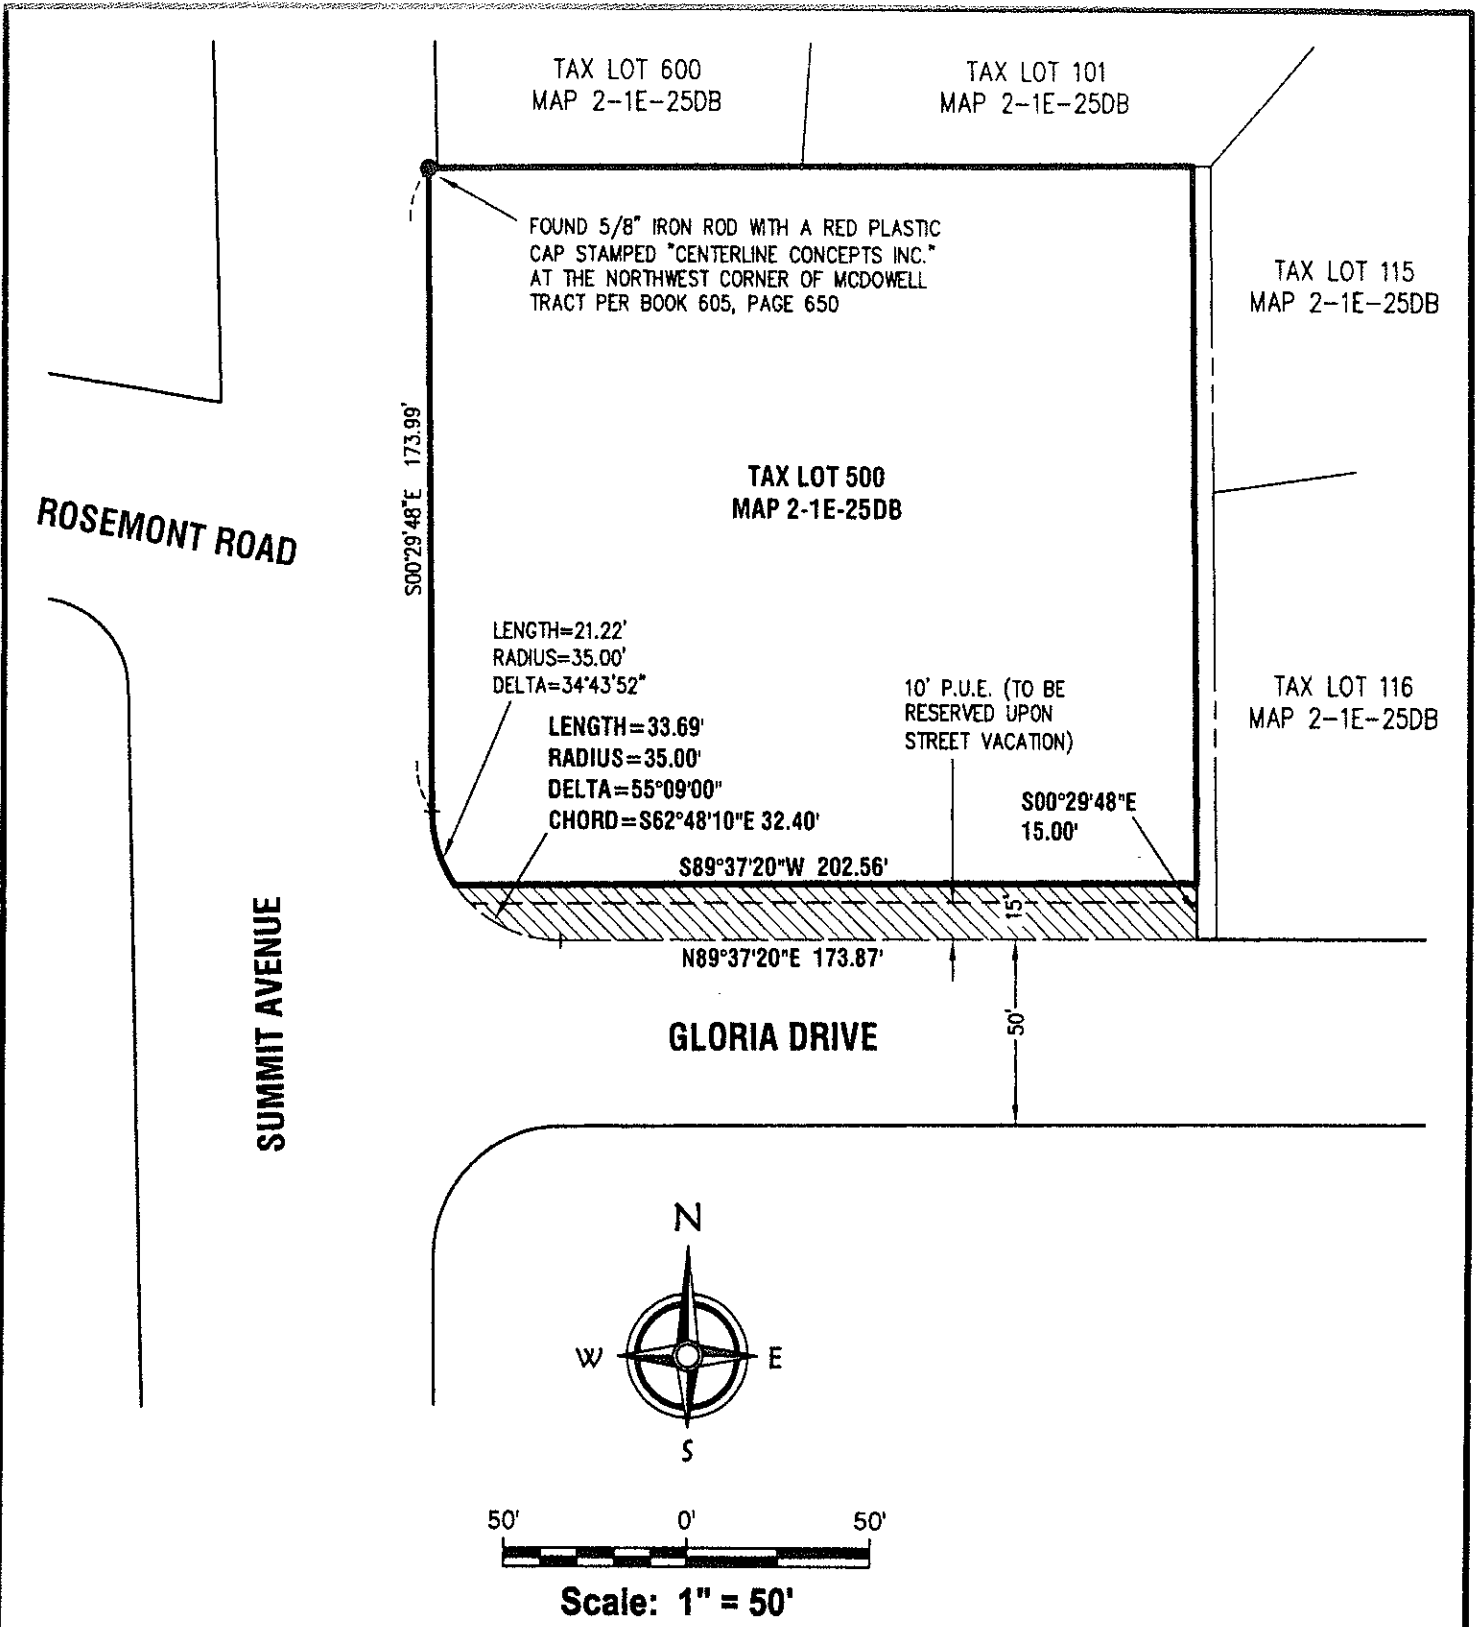 TAX LOT 600
MAP 2-1E-25DB
TAX LOT 101
MAP 2-1E-25DB
FOUND 5/8" IRON ROD WITH A RED PLASTIC
CAP STAMPED "CENTERLINE CONCEPTS INC."
AT THE NORTHWEST CORNER OF MCDOWELL
TRACT PER BOOK 605, PAGE 650
TAX LOT 115
MAP 2-1E-25DB
S00°29'48"E 173.99'
TAX LOT 500
MAP 2-1E-25DB
ROSEMONT ROAD
LENGTH=21.22'
RADIUS=35.00'
DELTA=34°43'52"
LENGTH=33.69'
RADIUS=35.00'
DELTA=55°09'00"
CHORD=S62°48'10"E 32.40'
10' P.U.E. (TO BE
RESERVED UPON
STREET VACATION)
TAX LOT 116
MAP 2-1E-25DB
S00°29'48"E
15.00'
S89°37'20"W 202.56'
15'
N89°37'20"E 173.87'
SUMMIT AVENUE
GLORIA DRIVE
50'
N
W
E
S
50'
0'
50'
Scale: 1" = 50'